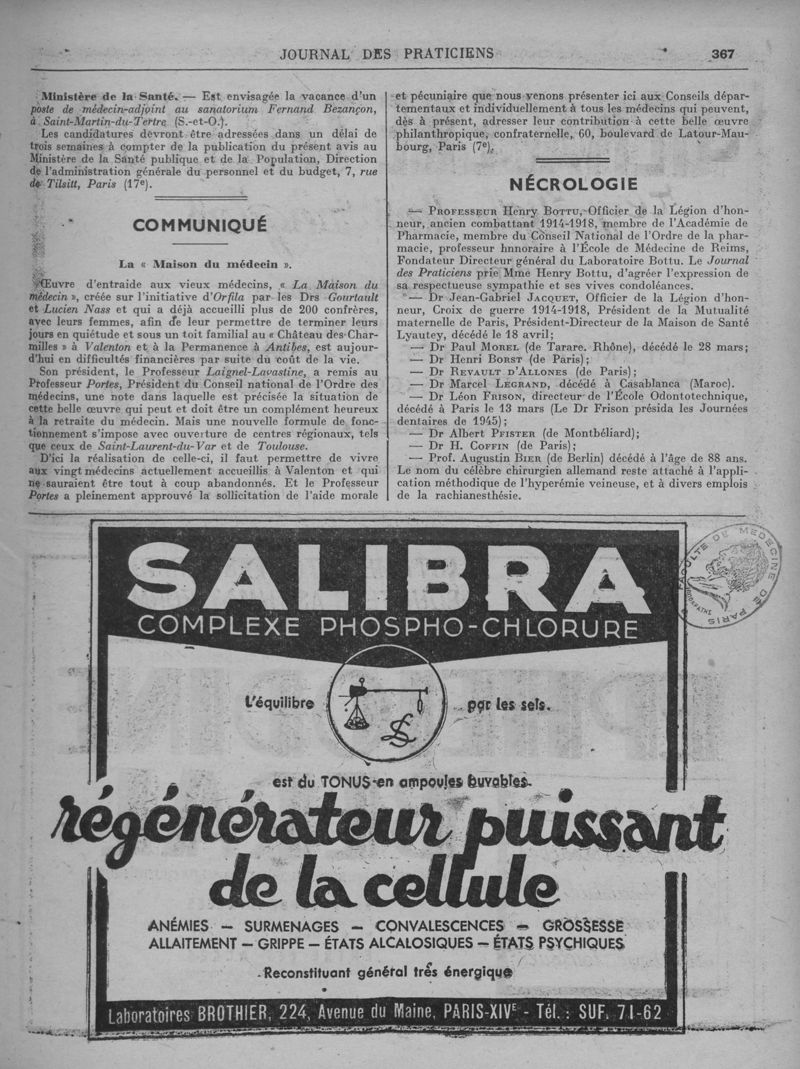 JOURNAL DES PRATICIENS 367
Ministère de la Santé. — Est envisagée la vacance d'un
poste de médecin-adjoint au sanatorium Fernand Bezançon,
à Saint-Martin-du-Tertre (S.-et-O.).
Les candidatures devront être adressées dans un délai de
trois semaines à compter de la publication du présent avis au
Ministère de la Santé publique et de la Population, Direction
de l'administration générale du personnel et du budget, 7, rue
de Tilsitt, Paris (17e).
COMMUNIQUÉ
La « Maison du médecin ».
Œuvre d'entraide aux vieux médecins, « La Maison du
médecin », créée sur l'initiative d'Orfila par les Drs Gourtault
et Lucien Nass et qui a déjà accueilli plus de 200 confrères,
avec leurs femmes, afin de leur permettre de terminer leurs
jours en quiétude et sous un toit familial au « Château des Char-
milles » à Valenton et à la Permanence à Antibes, est aujour-
d'hui en difficultés financières par suite du coût de la vie.
Son président, le Professeur Laignel-Lavastine, a remis au
Professeur Portes, Président du Conseil national de l'Ordre des
médecins, une note dans laquelle est précisée la situation de
cette belle œuvre qui peut et doit être un complément heureux
à la retraite du médecin. Mais une nouvelle formule de fonc-
tionnement s'impose avec ouverture de centres régionaux, tels
que ceux de Saint-Laurent-du-Var et de Toulouse.
D'ici la réalisation de celle-ci, il faut permettre de vivre
aux vingt médecins actuellement accueillis à Valenton et qui
ne sauraient être tout à coup abandonnés. Et le Professeur
Portes a pleinement approuvé la sollicitation de l'aide morale
et pécuniaire que nous venons présenter ici aux Conseils dépar-
tementaux et individuellement à tous les médecins qui peuvent,
dès à présent, adresser leur contribution à cette belle œuvre
philanthropique, confraternelle, 60, boulevard de Latour-Mau-
bourg, Paris (7e).
NÉCROLOGIE
— Professeur Henry Bottu, Officier de la Légion d'hon-
neur, ancien combattant 1914-1918, membre de l'Académie de
Pharmacie, membre du Conseil National de l'Ordre de la phar-
macie, professeur hnnoraire à l'École de Médecine de Reims,
Fondateur Directeur général du Laboratoire Bottu. Le Journal
des Praticiens prie Mme Henry Bottu, d'agréer l'expression de
sa respectueuse sympathie et ses vives condoléances.
— Dr Jean-Gabriel Jacquet, Officier de la Légion d'hon-
neur, Croix de guerre 1914-1918, Président de la Mutualité
maternelle de Paris, Président-Directeur de la Maison de Santé
Lyautey, décédé le 18 avril;
— Dr Paul Morel (de Tarare. Rhône), décédé le 28 mars;
— Dr Henri Borst (de Paris);
— Dr Revault d'Allones (de Paris);
— Dr Marcel Legrand, décédé à Casablanca (Maroc).
— Dr Léon Frison, directeur de l'École Odontotechnique,
décédé à Paris le 13 mars (Le Dr Frison présida les Journées
dentaires de 1945);
— Dr Albert Pfister (de Montbéliard);
— Dr H. Coffin (de Paris);
— Prof. Augustin Bier (de Berlin) décédé à l'âge de 88 ans.
Le nom du célèbre chirurgien allemand reste attaché à l'appli-
cation méthodique de l'hyperémie veineuse, et à divers emplois
de la rachianesthésie.
SALIBRA
COMPLEXE PHOSPHO-CHLORURE
L'équilibre ... par les sels.
est du TONUS en ampoules buvables.
régénérateur puissant
de la cellule
ANÉMIES — SURMENAGES — CONVALESCENCES — GROSSESSE
ALLAITEMENT — GRIPPE — ÉTATS ALCALOSIQUES — ÉTATS PSYCHIQUES
Reconstituant général très énergique
Laboratoires BROTHIER, 224, Avenue du Maine, PARIS-XIVE - Tél. : SUF. 71-62
FACULTE DE MEDECINE DE PARIS